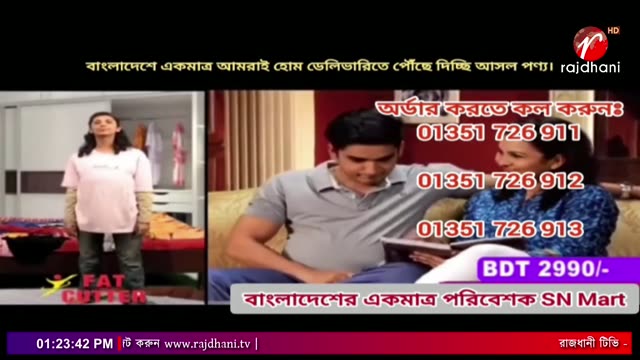 HD
rajdhani
বাংলাদেশে একমাত্র আমরাই হোম ডেলিভারিতে পৌঁছে দিচ্ছি আসল পণ্য।
অর্ডার করতে কল করুনঃ
01351 726 911
01351 726 912
01351 726 913
FAT
CUTTER
BDT 2990/-
বাংলাদেশের একমাত্র পরিবেশক SN Mart
01:23:42 PM টি করুন www.rajdhani.tv | রাজধানী টিভি -